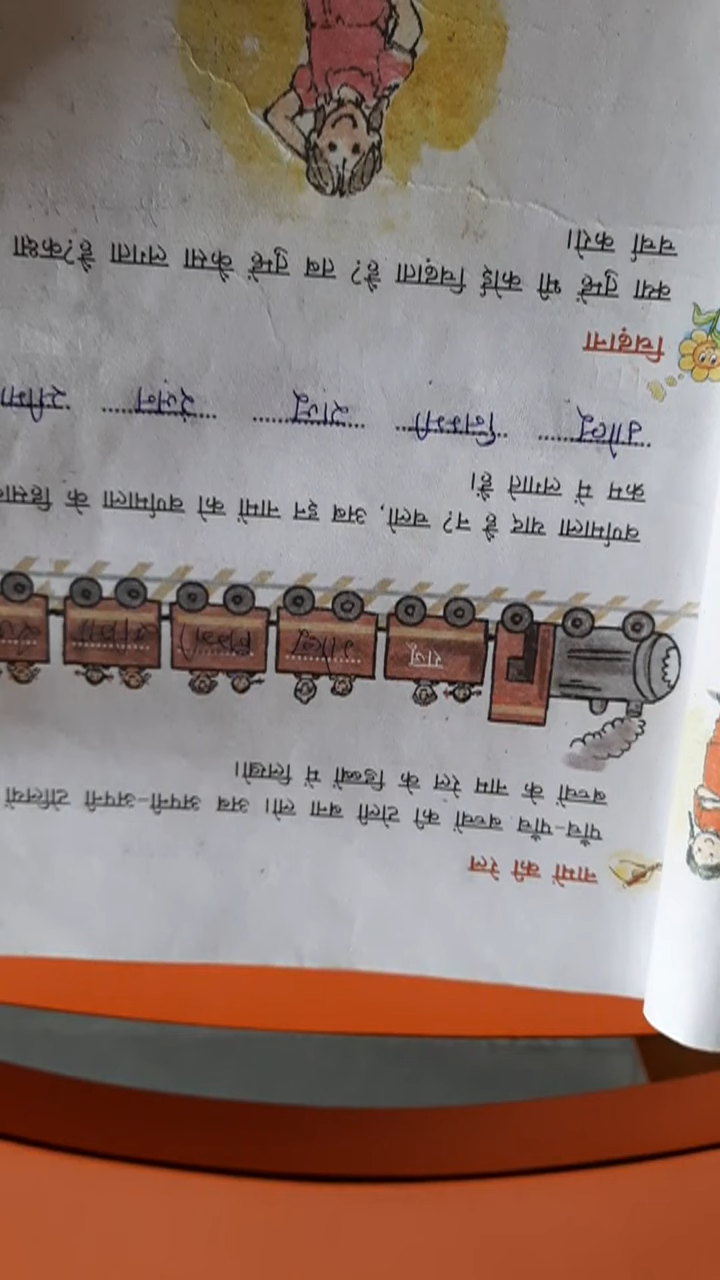 नामों की रेल
पाँच-पाँच बच्चों की टोली बना लो। अब अपनी-अपनी टोलियों
बच्चों के नाम रेल के डिब्बों में लिखो।
राजू गोलू निम्मी
वर्णमाला याद है न? चलो, अब इन नामों को वर्णमाला के हिसाब
क्रम में लगाते हैं।
गोलू निम्मी राजू रंजन सीमा
चिढ़ाना
क्या तुम्हें भी कोई चिढ़ाता है? तब तुम्हें कैसा लगता है? कक्षा
चर्चा करो।